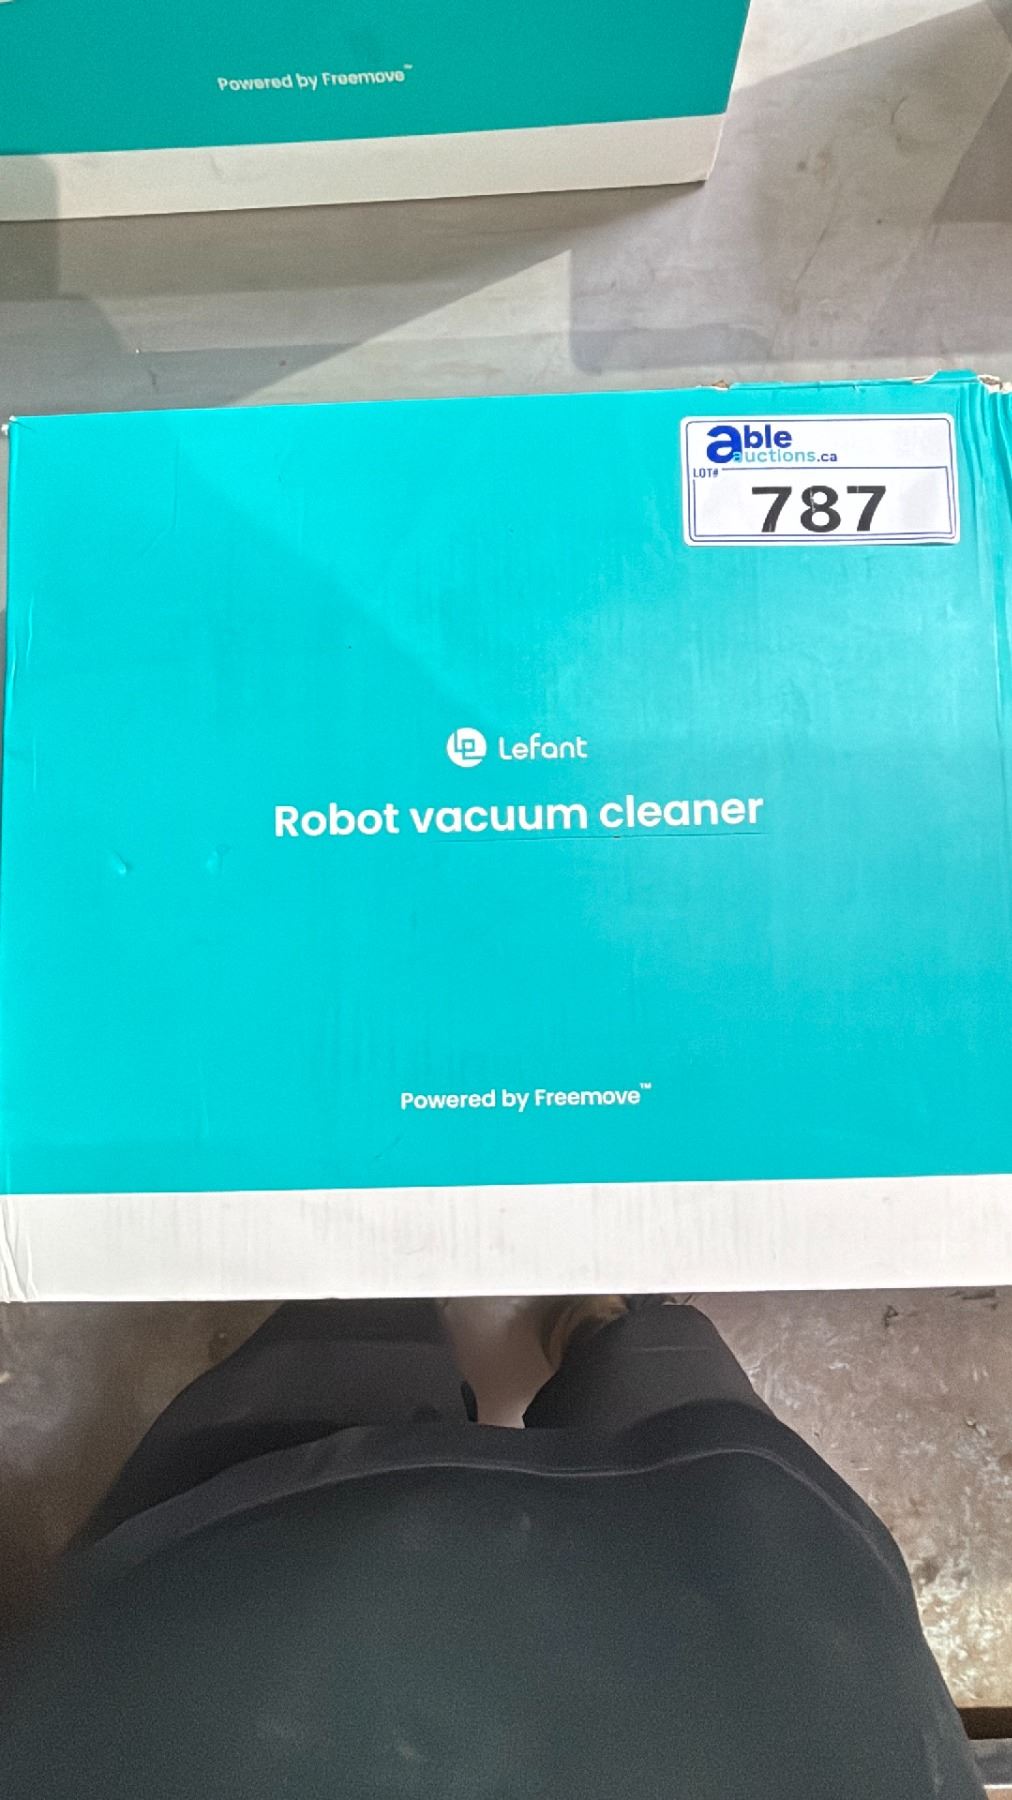 Powered by Freemove™
able
auctions.ca
LOT#
787
Lefant
Robot vacuum cleaner
Powered by Freemove™